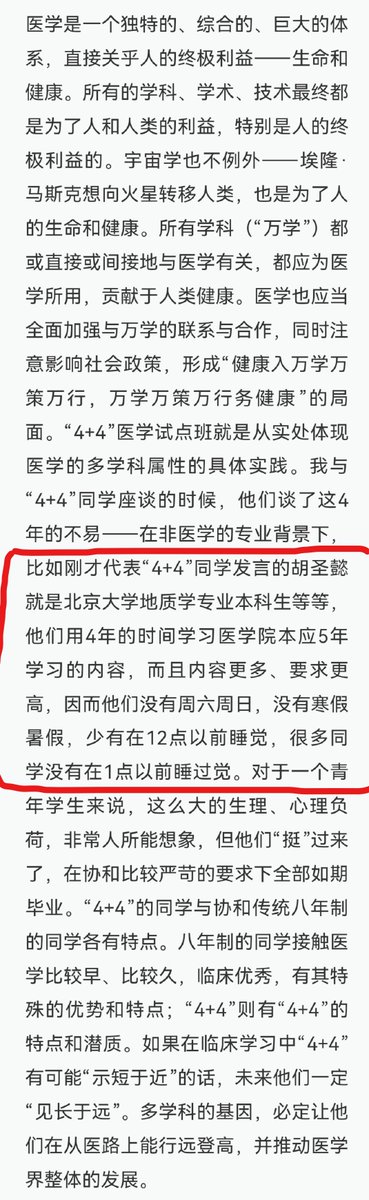 医学是一个独特的、综合的、巨大的体
系，直接关乎人的终极利益——生命和
健康。所有的学科、学术、技术最终都
是为了人和人类的利益，特别是人的终
极利益的。宇宙学也不例外——埃隆·
马斯克想向火星转移人类，也是为了人
的生命和健康。所有学科（“万学”）都
或直接或间接地与医学有关，都应为医
学所用，贡献于人类健康。医学也应当
全面加强与万学的联系与合作，同时注
意影响社会政策，形成“健康入万学万
策万行，万学万策万行务健康”的局
面。“4+4”医学试点班就是从实处体现
医学的多学科属性的具体实践。我与
“4+4”同学座谈的时候，他们谈了这4
年的不易——在非医学的专业背景下，
比如刚才代表“4+4”同学发言的胡圣懿
就是北京大学地质学专业本科生等等，
他们用4年的时间学习医学院本应5年
学习的内容，而且内容更多、要求更
高，因而他们没有周六周日，没有寒假
暑假，少有在12点以前睡觉，很多同
学没有在1点以前睡过觉。对于一个青
年学生来说，这么大的生理、心理负
荷，非常人所能想象，但他们“挺”过来
了，在协和比较严苛的要求下全部如期
毕业。“4+4”的同学与协和传统八年制
的同学各有特点。八年制的同学接触医
学比较早、比较久，临床优秀，有其特
殊的优势和特点；“4+4”则有“4+4”的
特点和潜质。如果在临床学习中“4+4”
有可能“示短于近”的话，未来他们一定
“见长于远”。多学科的基因，必定让他
们在从医路上能行远登高，并推动医学
界整体的发展。